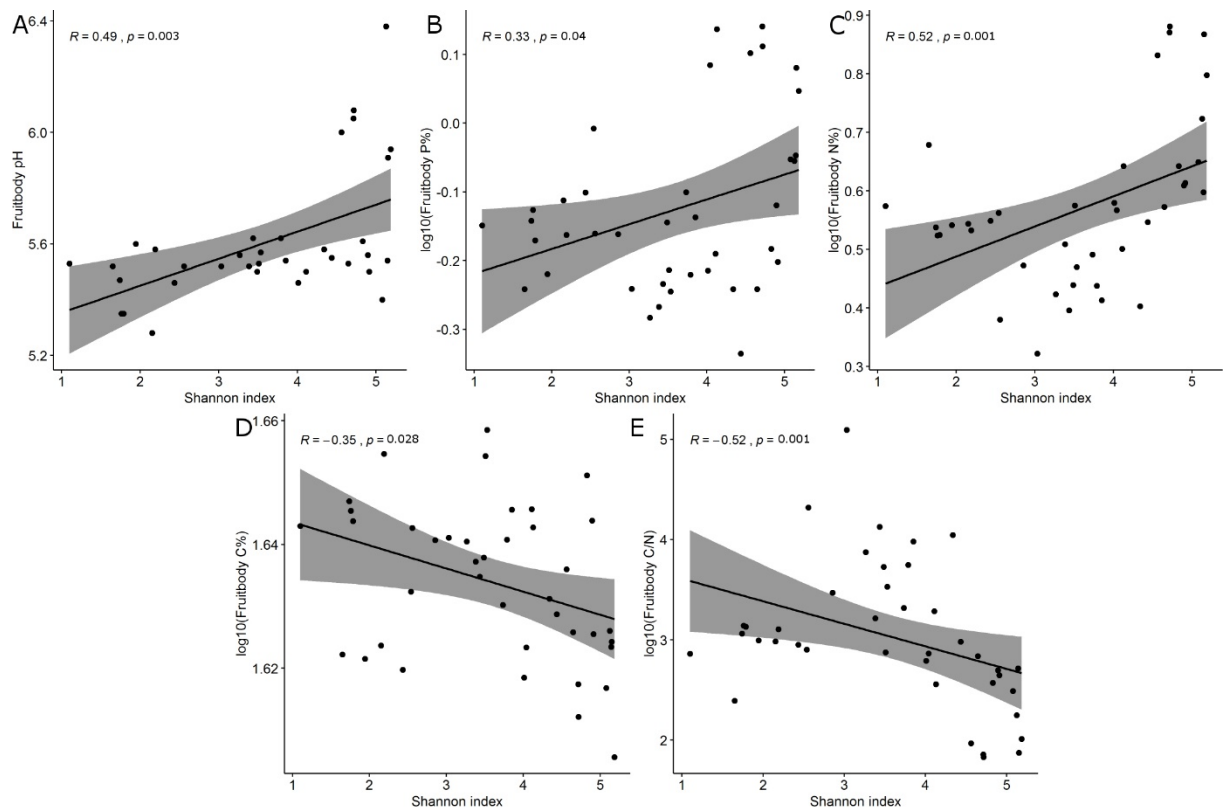 A
R = 0.49 , p = 0.003
6.4
6.0
5.6
5.2
Fruitbody pH
1 2 3 4 5
Shannon index
B
R = 0.33 , p = 0.04
0.1
0.0
-0.1
-0.2
-0.3
log10(Fruitbody P%)
1 2 3 4 5
Shannon index
C
R = 0.52 , p = 0.001
0.9
0.8
0.7
0.6
0.5
0.4
0.3
log10(Fruitbody N%)
1 2 3 4 5
Shannon index
D
R = −0.35 , p = 0.028
1.66
1.64
1.62
log10(Fruitbody C%)
1 2 3 4 5
Shannon index
E
R = −0.52 , p = 0.001
5
4
3
2
log10(Fruitbody C/N)
1 2 3 4 5
Shannon index